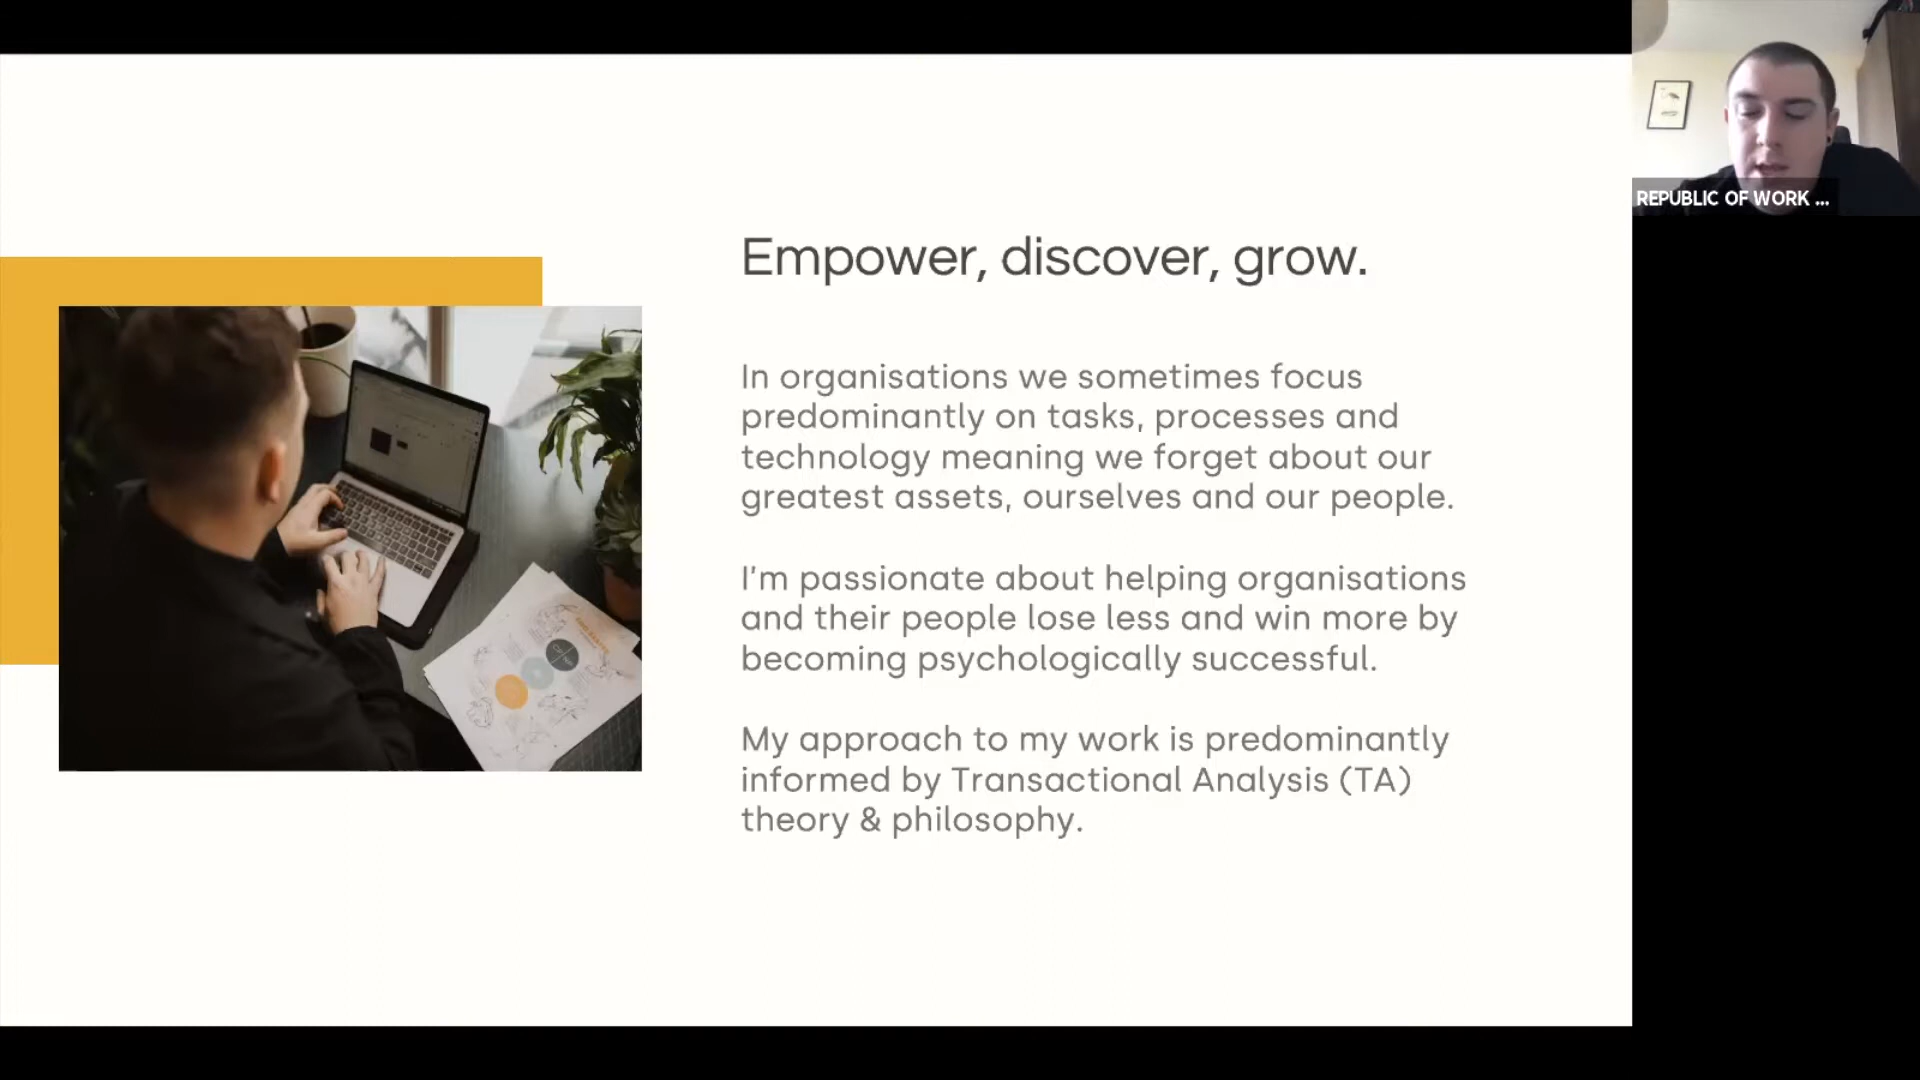 REPUBLIC OF WORK ...
Empower, discover, grow.
In organisations we sometimes focus
predominantly on tasks, processes and
technology meaning we forget about our
greatest assets, ourselves and our people.
I'm passionate about helping organisations
and their people lose less and win more by
becoming psychologically successful.
My approach to my work is predominantly
informed by Transactional Analysis (TA)
theory & philosophy.